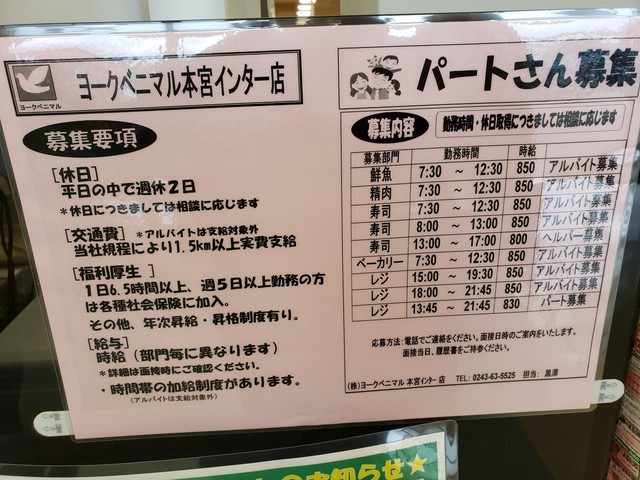 ヨークベニマル
ヨークベニマル本宮インター店
募集要項
[休日]
平日の中で週休2日
*休日につきましては相談に応じます
[交通費] *アルバイトは支給対象外
当社規程により1.5km以上実費支給
[福利厚生 ]
1日6.5時間以上、週5日以上勤務の方
は各種社会保険に加入。
その他、年次昇給・昇格制度有り。
[給与]
時給(部門毎に異なります)
*詳細は面接時にご確認ください。
・時間帯の加給制度があります。
(アルバイトは支給対象外)
パートさん募集
募集内容 勤務時間・休日取得につきましては相談に応じます
募集部門 勤務時間 時給
鮮魚 7:30 ~ 12:30 850 アルバイト募集
精肉 7:30 ~ 12:30 850 アルバイト募集
寿司 7:30 ~ 12:30 850 アルバイト募集
寿司 8:00 ~ 13:00 850 アルバイト募集
寿司 13:00 ~ 17:00 800 ヘルパー募集
ベーカリー 7:30 ~ 12:30 850 アルバイト募集
レジ 15:00 ~ 19:30 850 アルバイト募集
レジ 18:00 ~ 21:45 850 アルバイト募集
レジ 13:45 ~ 21:45 830 パート募集
応募方法:電話でご連絡をください。面接日時のご案内をいたします。
面接当日、履歴書をご持参ください。
(株)ヨークベニマル 本宮インター店 TEL: 0243-63-5525 担当: 黒澤
のお知らせ★